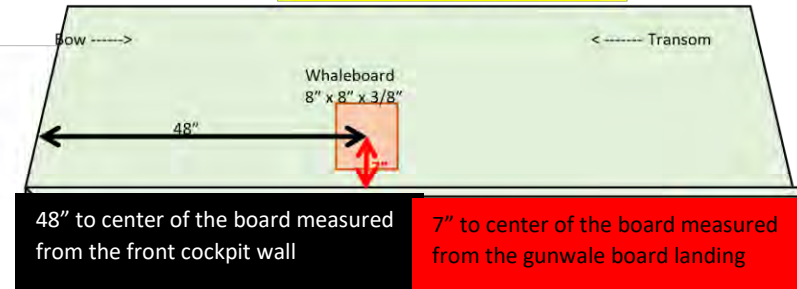 Bow ------>
< ------- Transom
Whaleboard
8" x 8" x 3/8"
48"
7"
48" to center of the board measured
from the front cockpit wall
7" to center of the board measured
from the gunwale board landing